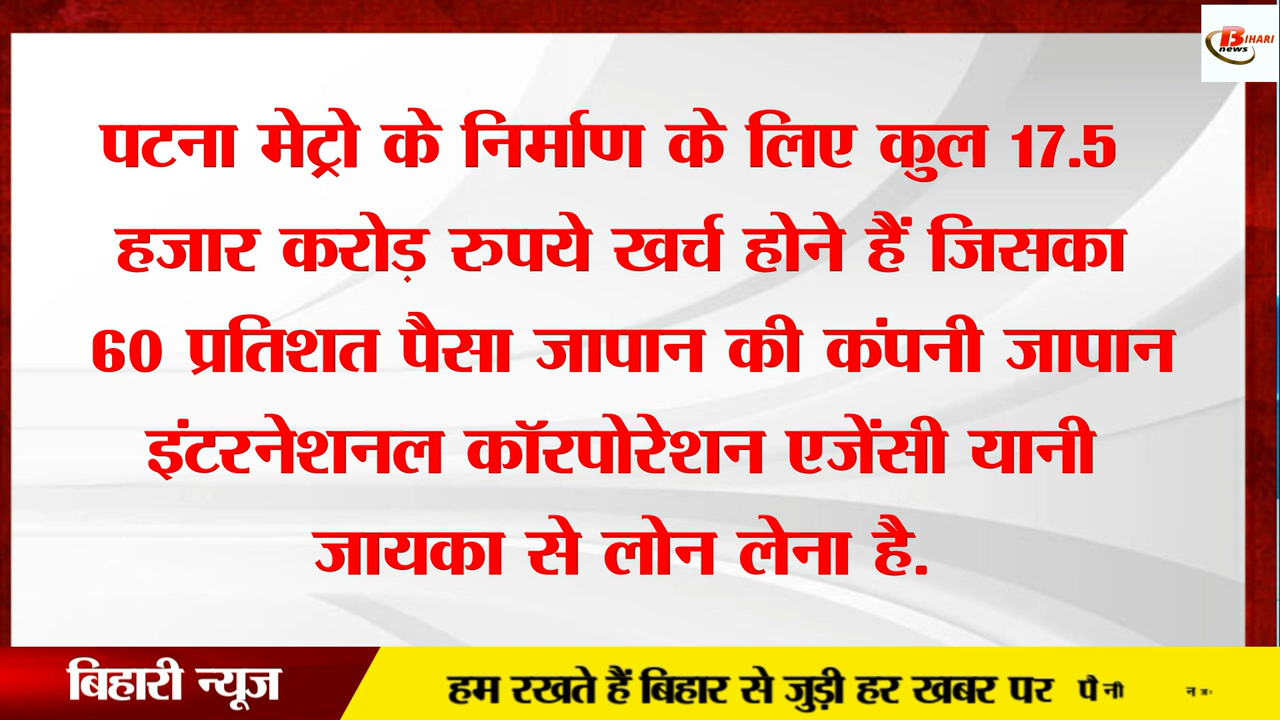 BIHARI
news
पटना मेट्रो के निर्माण के लिए कुल 17.5
हजार करोड़ रुपये खर्च होने हैं जिसका
60 प्रतिशत पैसा जापान की कंपनी जापान
इंटरनेशनल कॉरपोरेशन एजेंसी यानी
जायका से लोन लेना है.
बिहारी न्यूज
हम रखते हैं बिहार से जुड़ी हर खबर पर पैनी